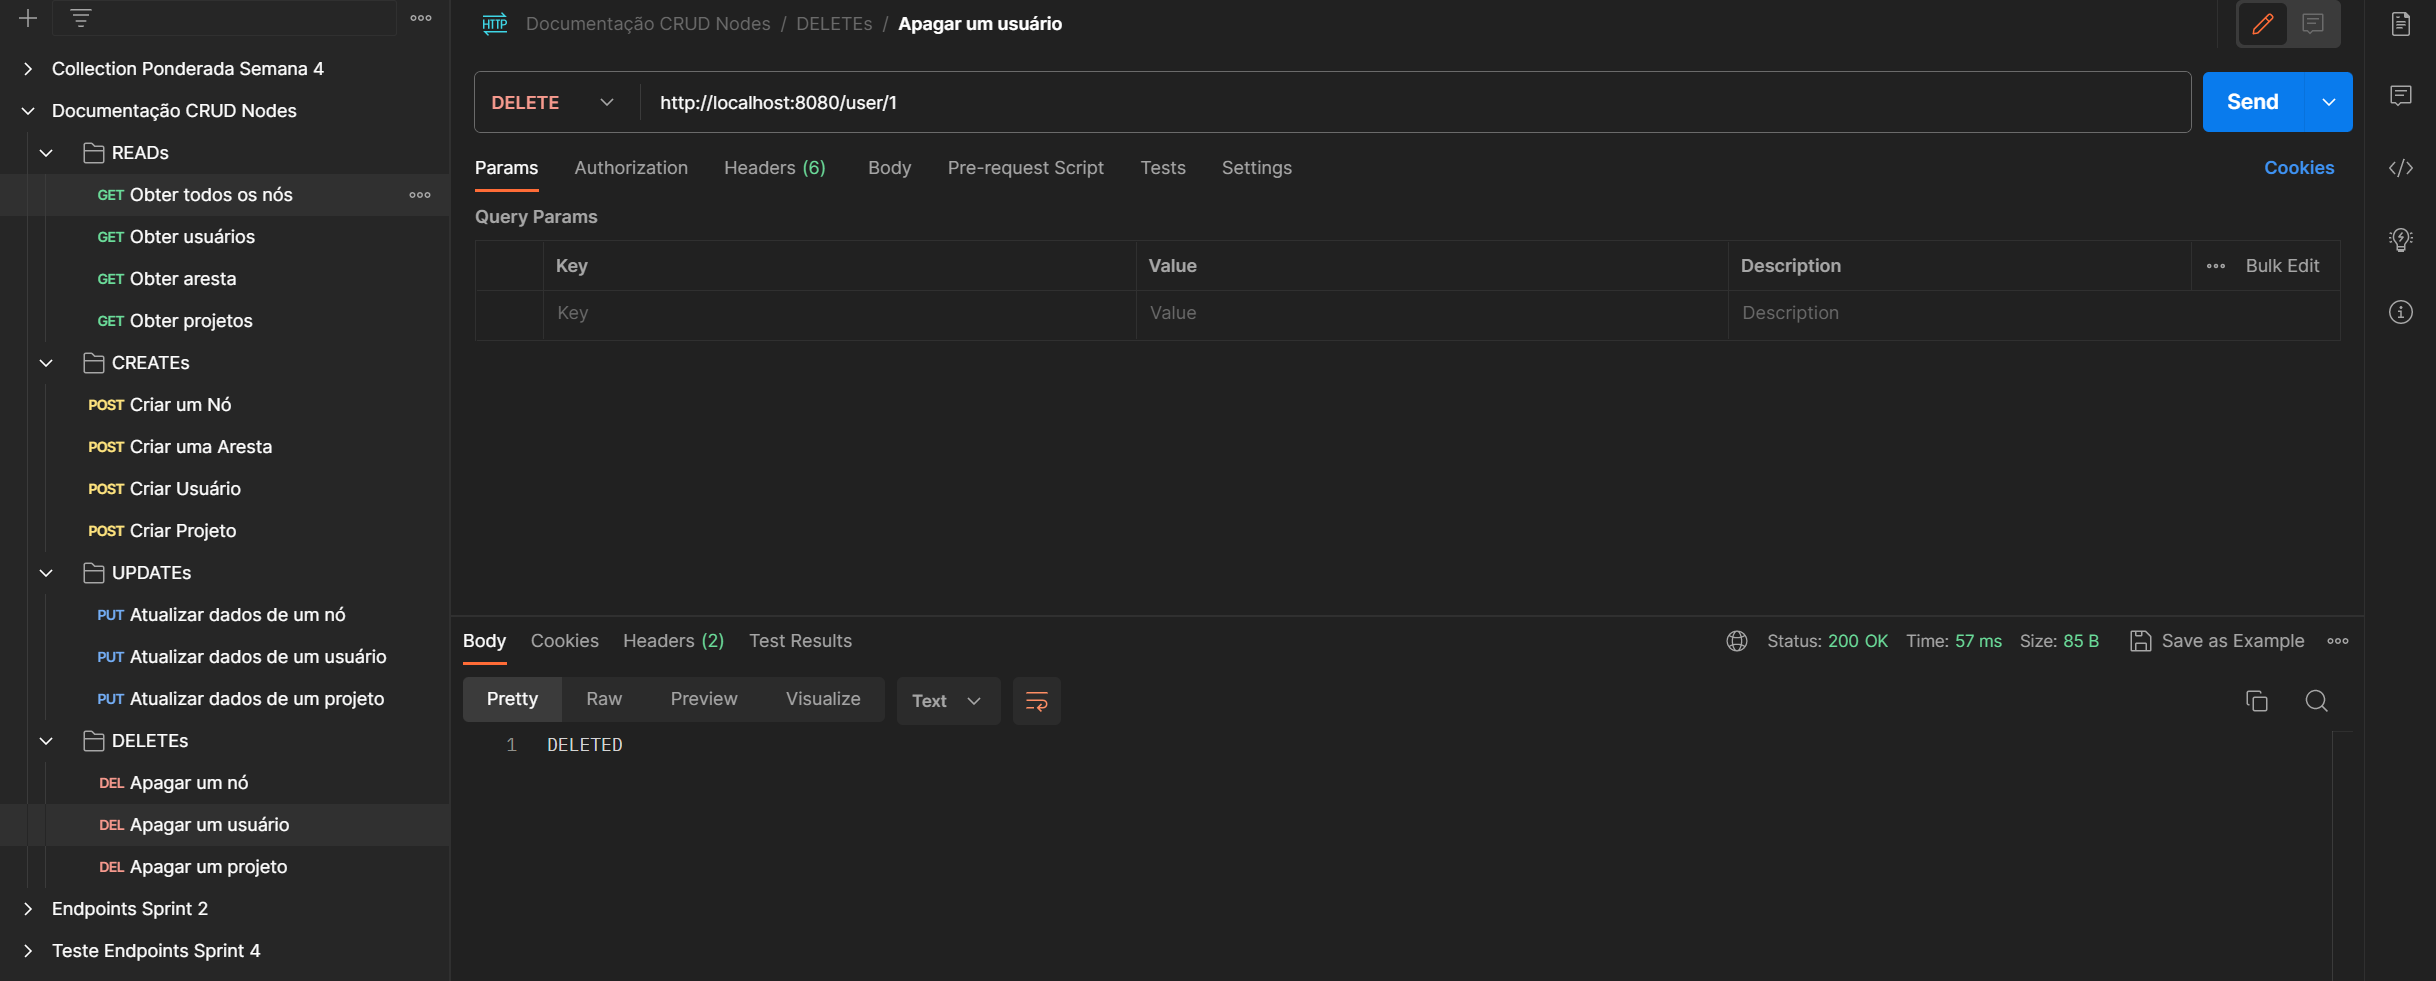 Collection Ponderada Semana 4
Documentação CRUD Nodes
READs
GET Obter todos os nós
GET Obter usuários
GET Obter aresta
GET Obter projetos
CREATEs
POST Criar um Nó
POST Criar uma Aresta
POST Criar Usuário
POST Criar Projeto
UPDATEs
PUT Atualizar dados de um nó
PUT Atualizar dados de um usuário
PUT Atualizar dados de um projeto
DELETEs
DEL Apagar um nó
DEL Apagar um usuário
DEL Apagar um projeto
Endpoints Sprint 2
Teste Endpoints Sprint 4
HTTP Documentação CRUD Nodes / DELETEs / Apagar um usuário
DELETE http://localhost:8080/user/1 Send
Params Authorization Headers (6) Body Pre-request Script Tests Settings Cookies
Query Params
Key Value Description Bulk Edit
Key Value Description
Body Cookies Headers (2) Test Results Status: 200 OK Time: 57 ms Size: 85 B Save as Example
Pretty Raw Preview Visualize Text
1 DELETED